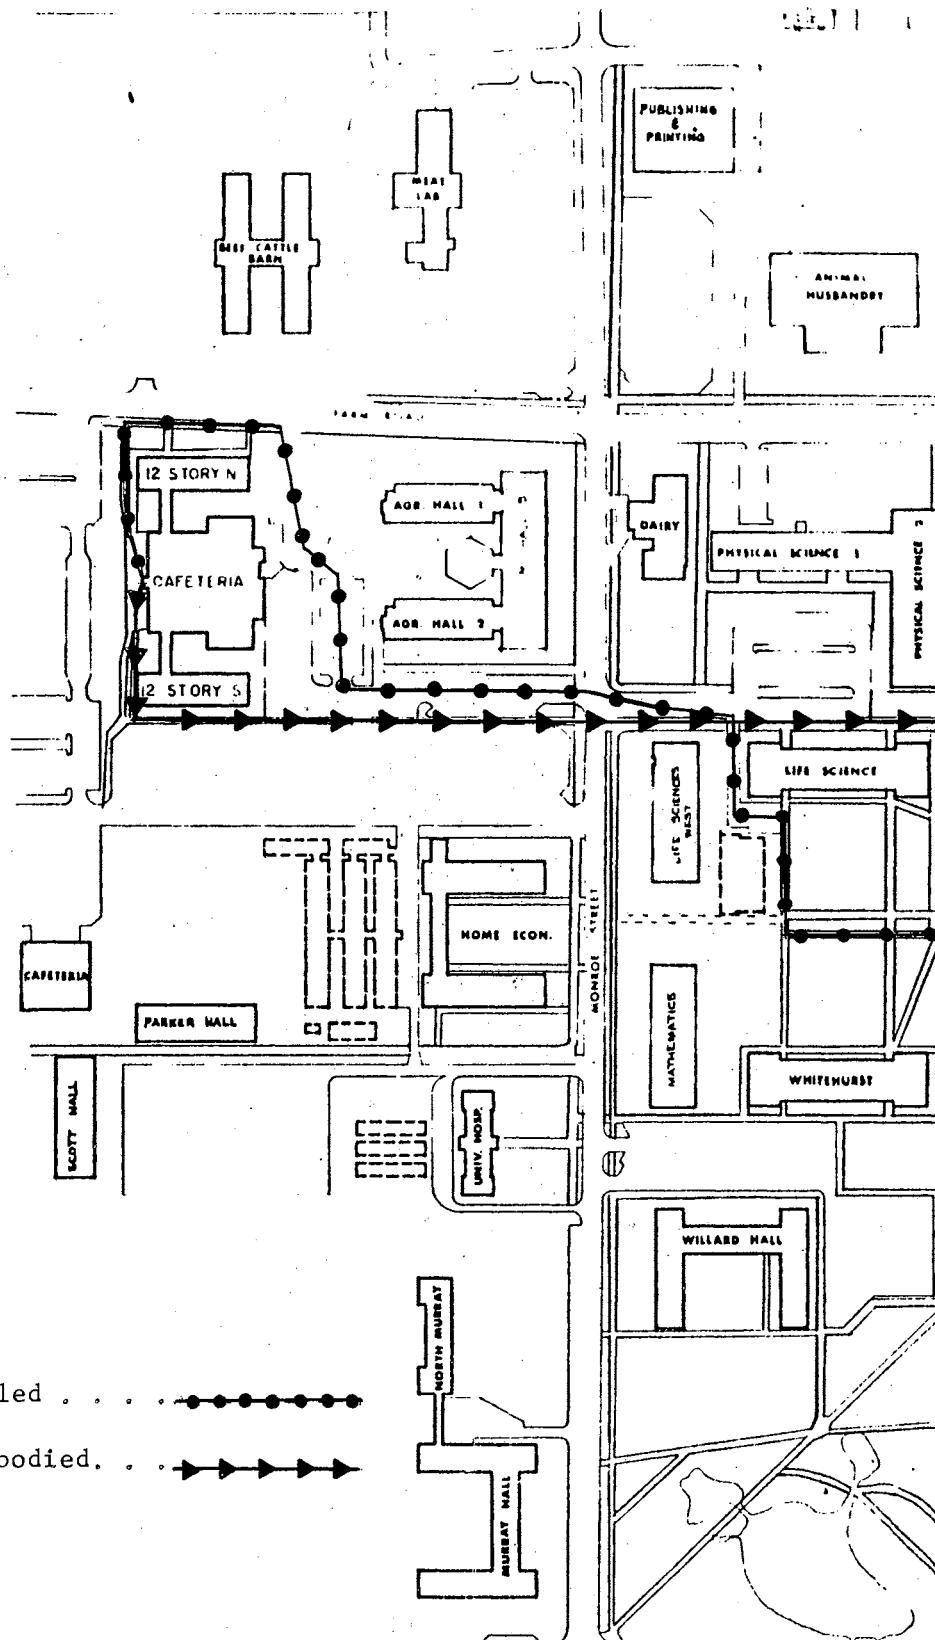 PUBLISHING
&
PRINTING
MEAT
LAB
BEEF CATTLE
BARN
ANIMAL
HUSBANDRY
FARM ROAD
12 STORY N
AGR. HALL 1
DAIRY
PHYSICAL SCIENCE 1
PHYSICAL SCIENCE 2
CAFETERIA
AGR. HALL 2
12 STORY S
LIFE SCIENCES
WEST
LIFE SCIENCE
HOME ECON.
MONROE STREET
CAFETERIA
PARKER HALL
MATHEMATICS
WHITEHURST
SCOTT HALL
UNIV. HOSP.
WILLARD HALL
NORTH MURRAY
led . . . .
bodied. . .
MURRAY HALL